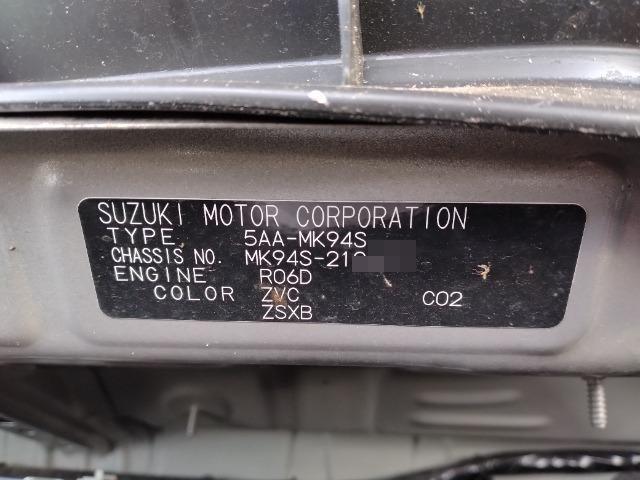 SUZUKI MOTOR CORPORATION
TYPE 5AA-MK94S
CHASSIS NO. MK94S-21
ENGINE R06D
COLOR ZVC C02
ZSXB